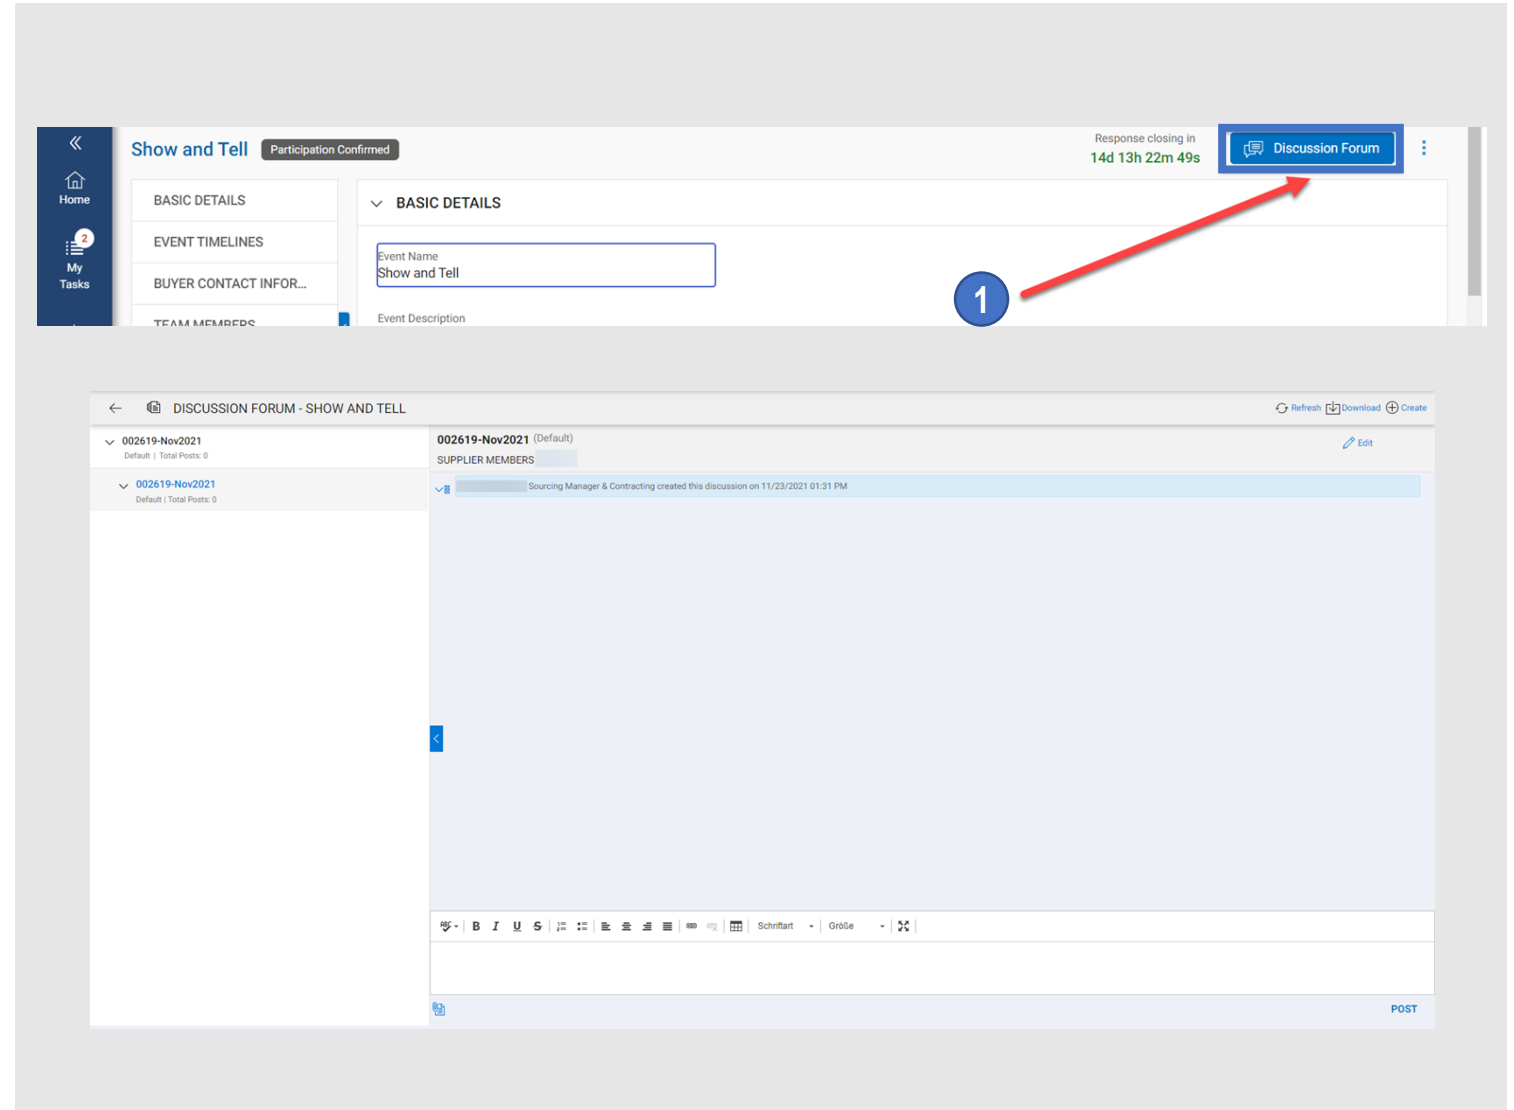 Show and Tell Participation Confirmed
Response closing in
14d 13h 22m 49s
Discussion Forum
Home
2
My
Tasks
BASIC DETAILS
EVENT TIMELINES
BUYER CONTACT INFOR...
TEAM MEMBERS
BASIC DETAILS
Event Name
Show and Tell
Event Description
1
DISCUSSION FORUM - SHOW AND TELL
Refresh Download Create
002619-Nov2021
Default | Total Posts: 0
002619-Nov2021
Default | Total Posts: 0
002619-Nov2021 (Default)
SUPPLIER MEMBERS
Edit
Sourcing Manager & Contracting created this discussion on 11/23/2021 01:31 PM
ABC B I U S Schriftart Größe
POST